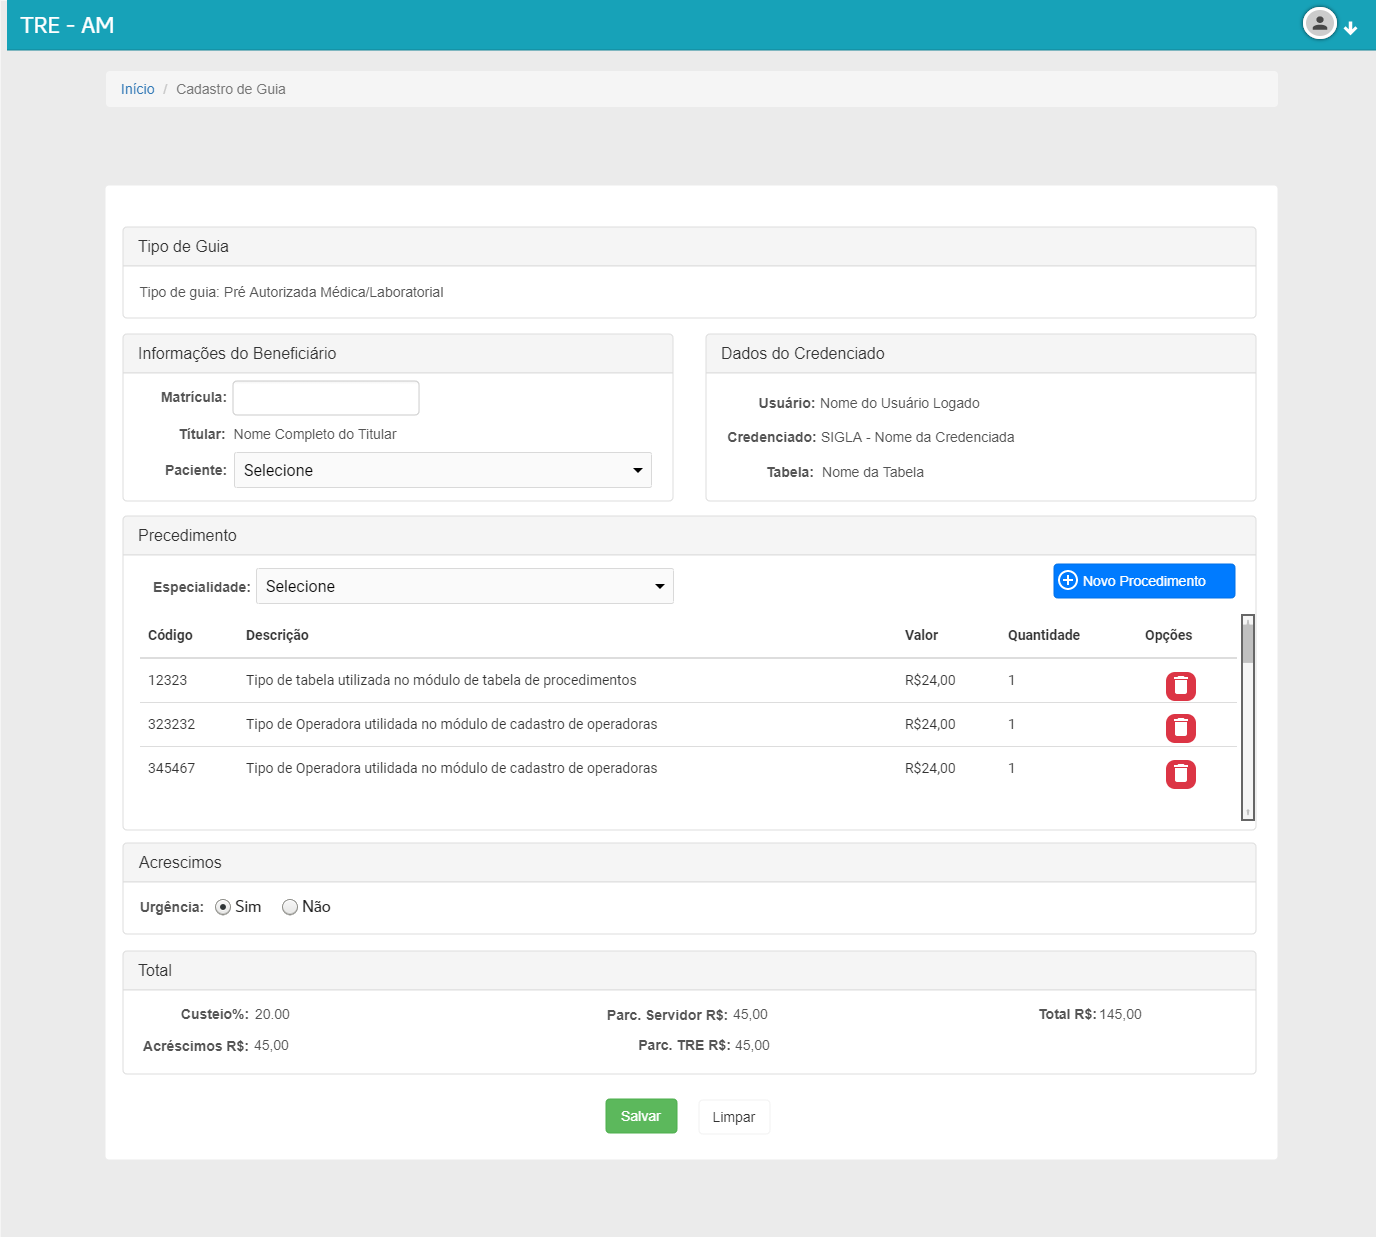 TRE - AM
Início / Cadastro de Guia
Tipo de Guia
Tipo de guia: Pré Autorizada Médica/Laboratorial
Informações do Beneficiário
Matrícula:
Títular: Nome Completo do Titular
Paciente: Selecione
Dados do Credenciado
Usuário: Nome do Usuário Logado
Credenciado: SIGLA - Nome da Credenciada
Tabela: Nome da Tabela
Precedimento
Especialidade: Selecione
Novo Procedimento
Código Descrição Valor Quantidade Opções
12323 Tipo de tabela utilizada no módulo de tabela de procedimentos R$24,00 1
323232 Tipo de Operadora utilidada no módulo de cadastro de operadoras R$24,00 1
345467 Tipo de Operadora utilidada no módulo de cadastro de operadoras R$24,00 1
Acrescimos
Urgência: Sim Não
Total
Custeio%: 20.00 Parc. Servidor R$: 45,00 Total R$: 145,00
Acréscimos R$: 45,00 Parc. TRE R$: 45,00
Salvar Limpar